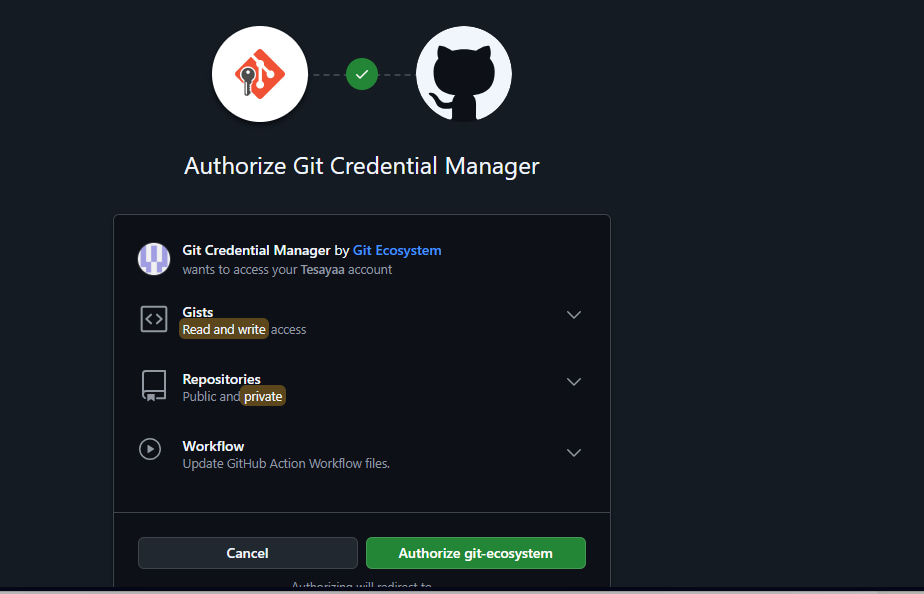 Authorize Git Credential Manager
Git Credential Manager by Git Ecosystem
wants to access your Tesayaa account
Gists
Read and write access
Repositories
Public and private
Workflow
Update GitHub Action Workflow files.
Cancel
Authorize git-ecosystem
Authorizing will redirect to